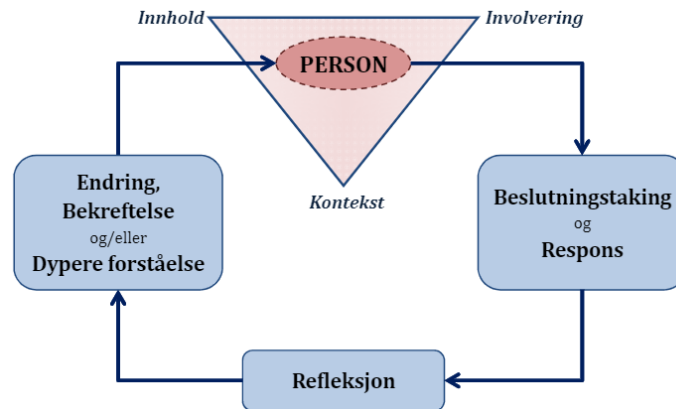 Innhold
Involvering
PERSON
Kontekst
Endring,
Bekreftelse
og/eller
Dypere forståelse
Beslutningstaking
og
Respons
Refleksjon